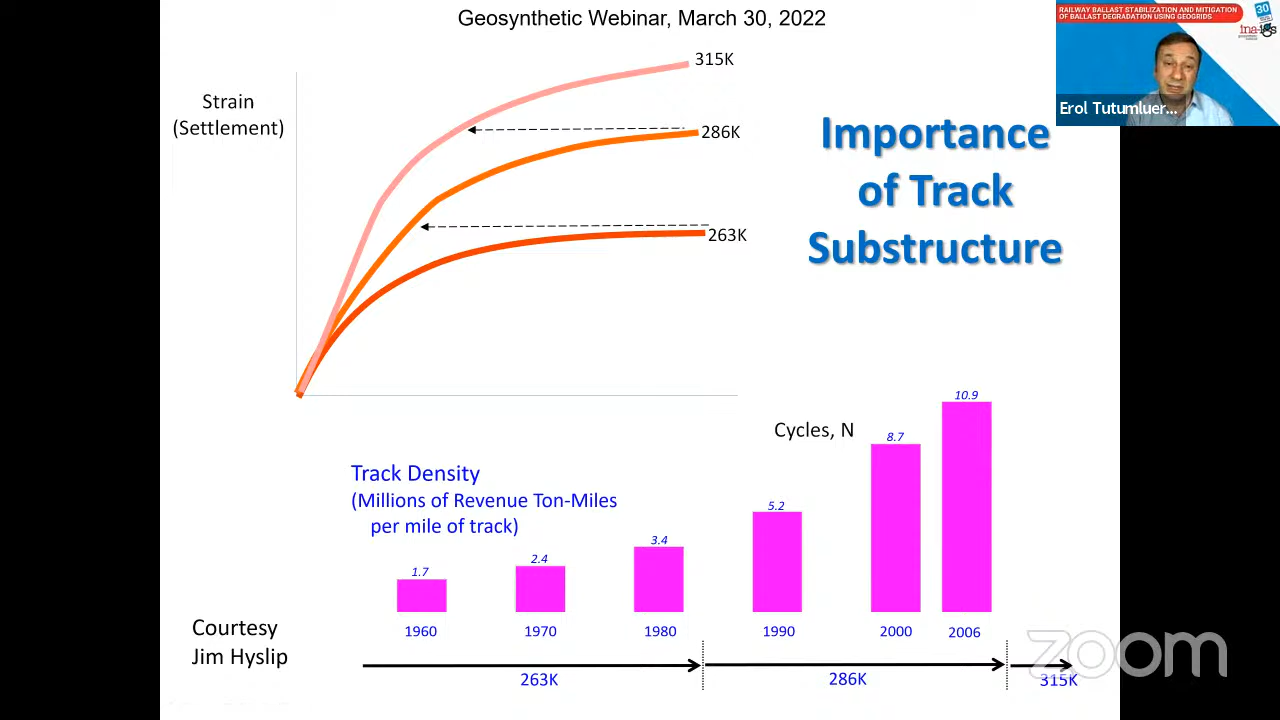 Geosynthetic Webinar, March 30, 2022
RAILWAY BALLAST STABILIZATION AND MITIGATION
OF BALLAST DEGRADATION USING GEOGRIDS
30
ina-igs
Erol Tutumluer...
Strain
(Settlement)
315K
286K
263K
Importance
of Track
Substructure
Cycles, N
Track Density
(Millions of Revenue Ton-Miles
per mile of track)
1.7
2.4
3.4
5.2
8.7
10.9
1960
1970
1980
1990
2000
2006
263K
286K
315K
Courtesy
Jim Hyslip
zoom